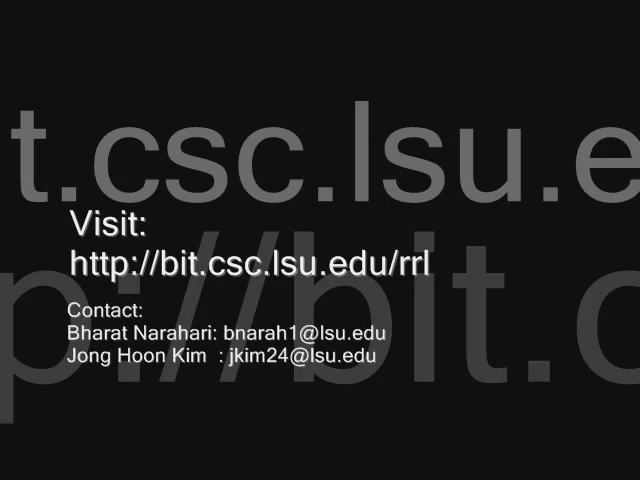 t.csc.lsu.e
Visit:
http://bit.csc.lsu.edu/rrl
p://bit.c
Contact:
Bharat Narahari: bnarah1@lsu.edu
Jong Hoon Kim : jkim24@lsu.edu